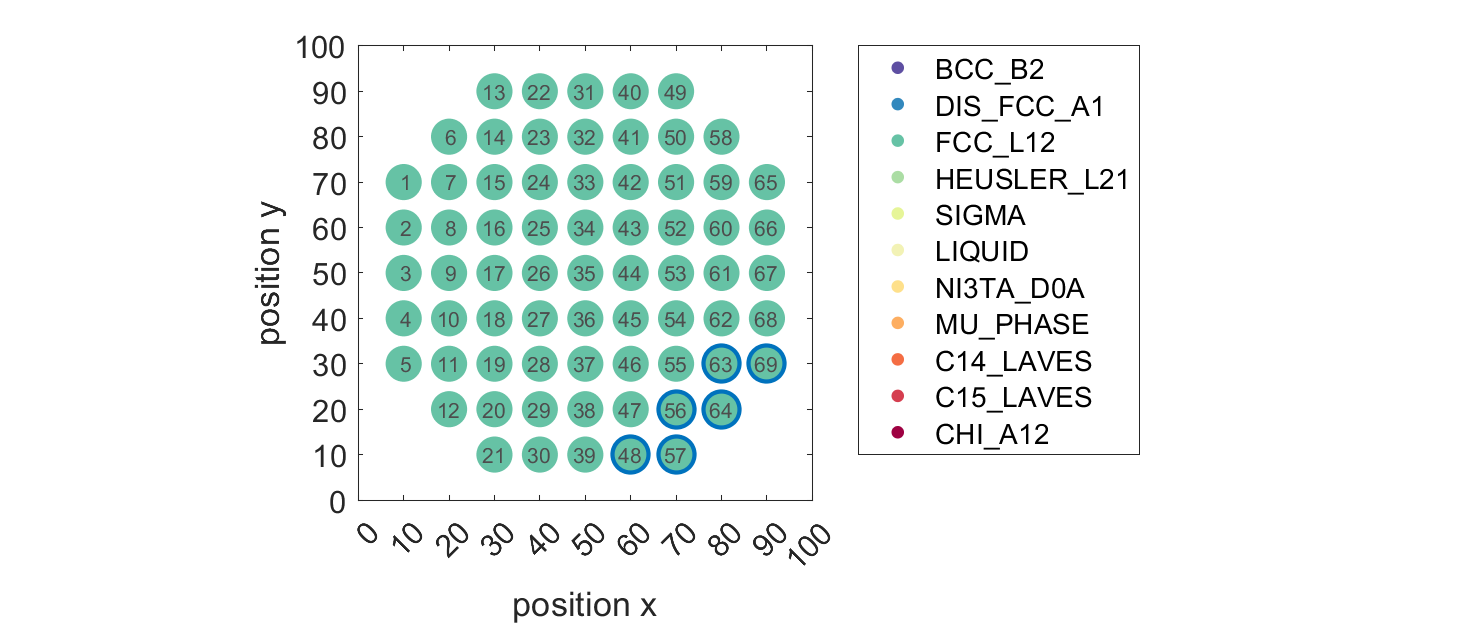 100
90
80
70
60
50
40
30
20
10
0
position y
13 22 31 40 49
6 14 23 32 41 50 58
1 7 15 24 33 42 51 59 65
2 8 16 25 34 43 52 60 66
3 9 17 26 35 44 53 61 67
4 10 18 27 36 45 54 62 68
5 11 19 28 37 46 55 63 69
12 20 29 38 47 56 64
21 30 39 48 57
0 10 20 30 40 50 60 70 80 90 100
position x
BCC_B2
DIS_FCC_A1
FCC_L12
HEUSLER_L21
SIGMA
LIQUID
NI3TA_D0A
MU_PHASE
C14_LAVES
C15_LAVES
CHI_A12